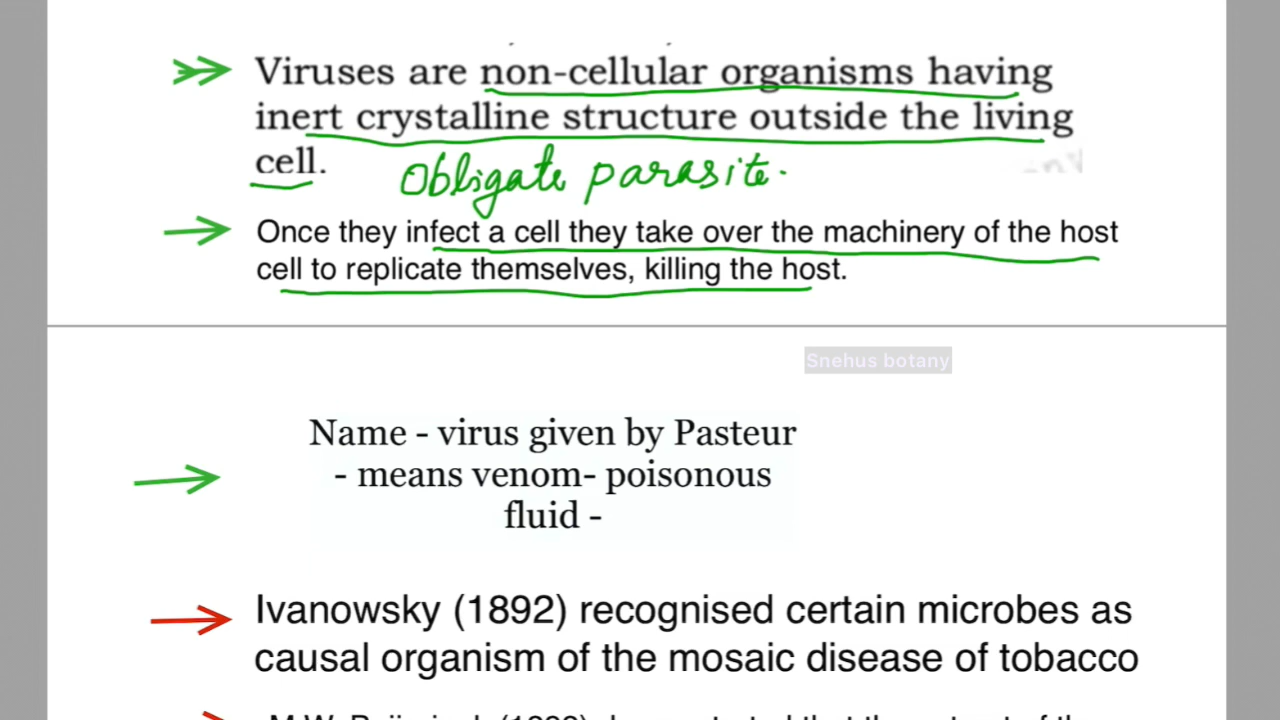 Viruses are non-cellular organisms having
inert crystalline structure outside the living
cell.
Obligate parasite.
Once they infect a cell they take over the machinery of the host
cell to replicate themselves, killing the host.
Snehus botany
Name - virus given by Pasteur
- means venom- poisonous
fluid -
Ivanowsky (1892) recognised certain microbes as
causal organism of the mosaic disease of tobacco